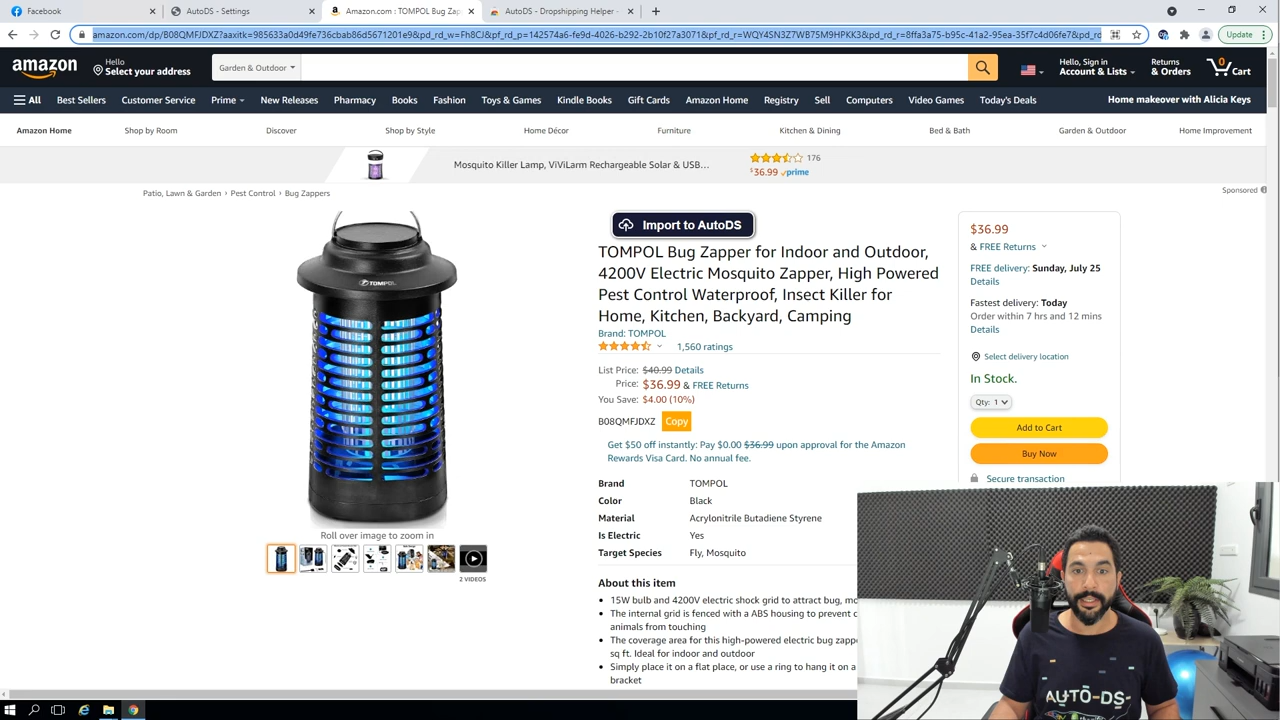 Facebook
AutoDS - Settings
Amazon.com : TOMPOL Bug Zap
AutoDS - Dropshipping Helper -
amazon.com/dp/B08QMFJDXZ?aaxitk=985633a0d49fe736cbab86d5671201e9&pd_rd_w=Fh8CJ&pf_rd_p=142574a6-fe9d-4026-b292-2b10f27a3071&pf_rd_r=WQY4SN3Z7WB75M9HPKK3&pd_rd_r=8ffa3a75-b95c-41a2-95ea-35f7c4d06fe7&pd_rd
Update
amazon
Hello
Select your address
Garden & Outdoor
Hello, Sign in
Account & Lists
Returns
& Orders
0
Cart
All
Best Sellers
Customer Service
Prime
New Releases
Pharmacy
Books
Fashion
Toys & Games
Kindle Books
Gift Cards
Amazon Home
Registry
Sell
Computers
Video Games
Today's Deals
Home makeover with Alicia Keys
Amazon Home
Shop by Room
Discover
Shop by Style
Home Décor
Furniture
Kitchen & Dining
Bed & Bath
Garden & Outdoor
Home Improvement
Mosquito Killer Lamp, ViViLarm Rechargeable Solar & USB...
176
$36.99 prime
Patio, Lawn & Garden › Pest Control › Bug Zappers
Sponsored
Import to AutoDS
TOMPOL Bug Zapper for Indoor and Outdoor,
4200V Electric Mosquito Zapper, High Powered
Pest Control Waterproof, Insect Killer for
Home, Kitchen, Backyard, Camping
Brand: TOMPOL
1,560 ratings
List Price: $40.99 Details
Price: $36.99 & FREE Returns
You Save: $4.00 (10%)
B08QMFJDXZ Copy
Get $50 off instantly: Pay $0.00 $36.99 upon approval for the Amazon
Rewards Visa Card. No annual fee.
Brand TOMPOL
Color Black
Material Acrylonitrile Butadiene Styrene
Is Electric Yes
Target Species Fly, Mosquito
About this item
15W bulb and 4200V electric shock grid to attract bug, mo
The internal grid is fenced with a ABS housing to prevent c
animals from touching
The coverage area for this high-powered electric bug zappe
sq ft. Ideal for indoor and outdoor
Simply place it on a flat place, or use a ring to hang it on a
bracket
TOMPOL
Roll over image to zoom in
2 VIDEOS
$36.99
& FREE Returns
FREE delivery: Sunday, July 25
Details
Fastest delivery: Today
Order within 7 hrs and 12 mins
Details
Select delivery location
In Stock.
Qty: 1
Add to Cart
Buy Now
Secure transaction
AUTO-DS